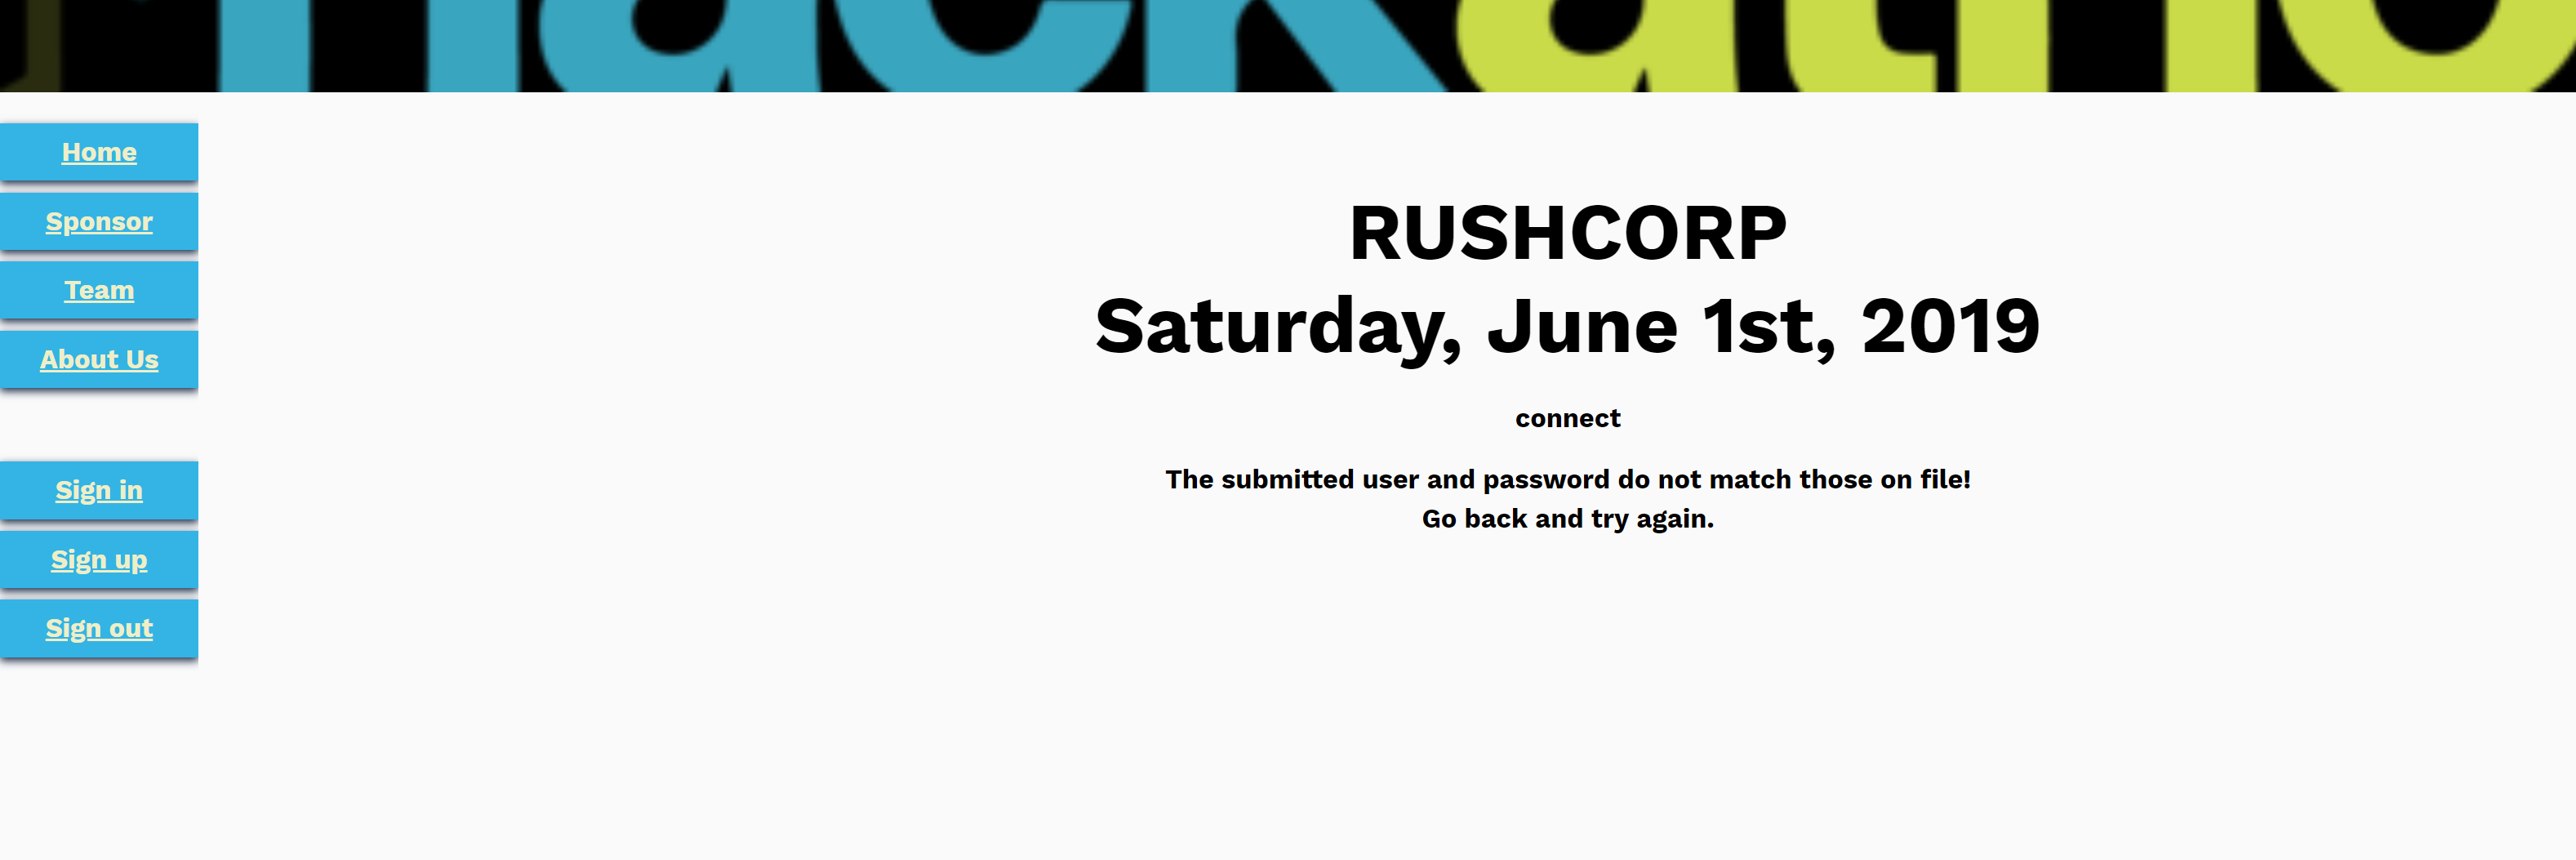 Home
Sponsor
Team
About Us
Sign in
Sign up
Sign out
RUSHCORP
Saturday, June 1st, 2019
connect
The submitted user and password do not match those on file!
Go back and try again.